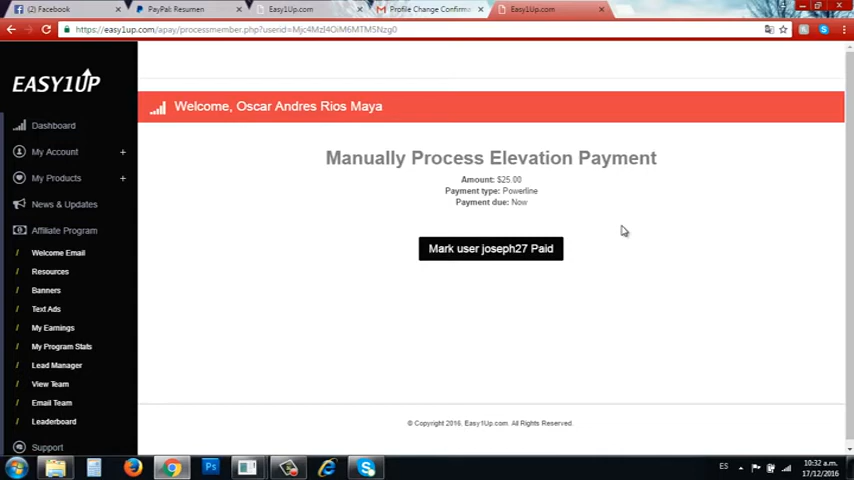 (2) Facebook
PayPal: Resumen
Easy1Up.com
Profile Change Confirma
Easy1Up.com
https://easy1up.com/apay/processmember.php?userid=
EASY1UP
Welcome, Oscar Andres Rios Maya
Dashboard
My Account +
My Products +
News & Updates
Affiliate Program
/ Welcome Email
/ Resources
/ Banners
/ Text Ads
/ My Earnings
/ My Program Stats
/ Lead Manager
/ View Team
/ Email Team
/ Leaderboard
Support
Manually Process Elevation Payment
Amount: $25.00
Payment type: Powerline
Payment due: Now
Mark user joseph27 Paid
© Copyright 2016, Easy1Up.com. All Rights Reserved.
Ps
ES
10:32 a.m.
17/12/2016